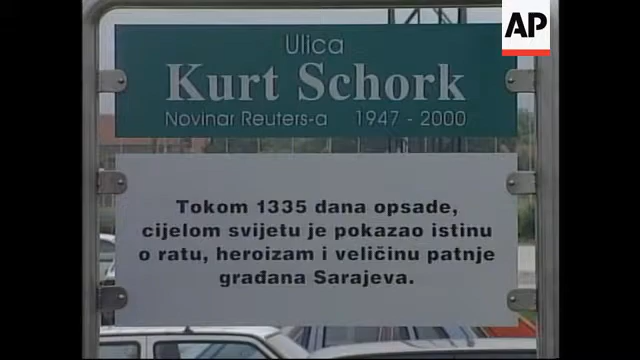 AP
Ulica
Kurt Schork
Novinar Reuters-a 1947 - 2000
Tokom 1335 dana opsade,
cijelom svijetu je pokazao istinu
o ratu, heroizam i veličinu patnje
građana Sarajeva.